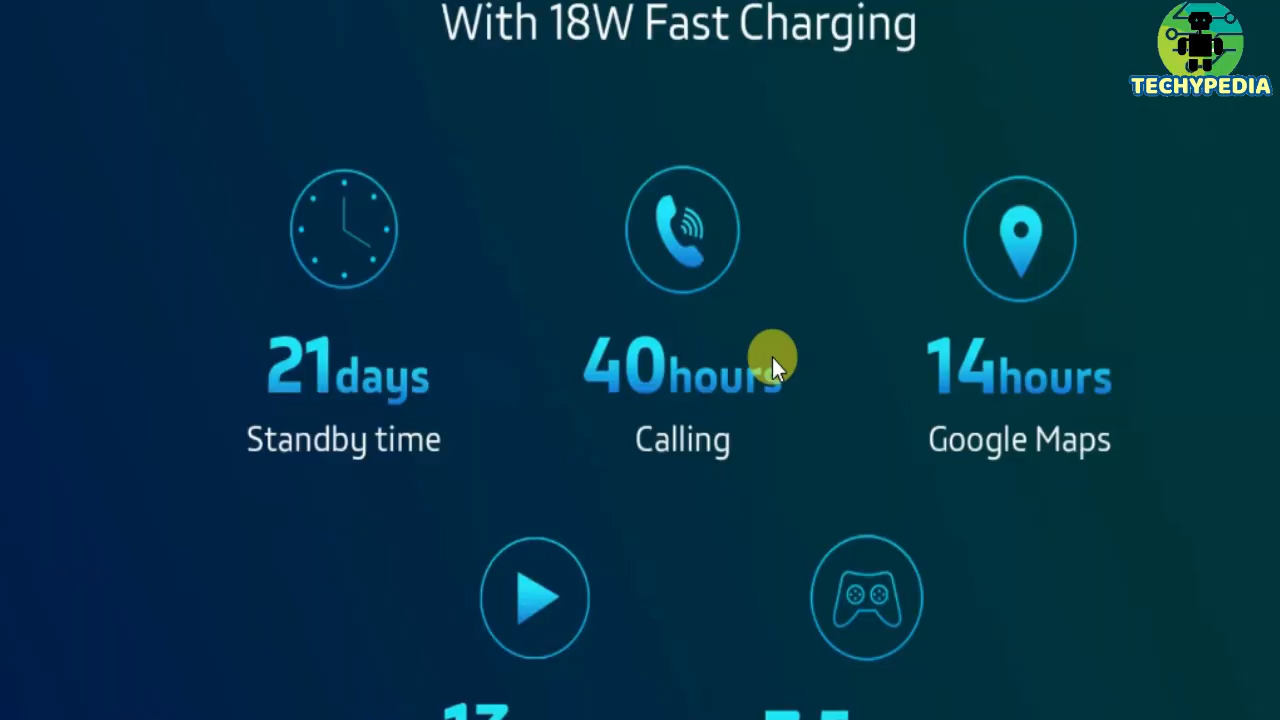 With 18W Fast Charging
TECHYPEDIA
21days
40hours
14hours
Standby time
Calling
Google Maps